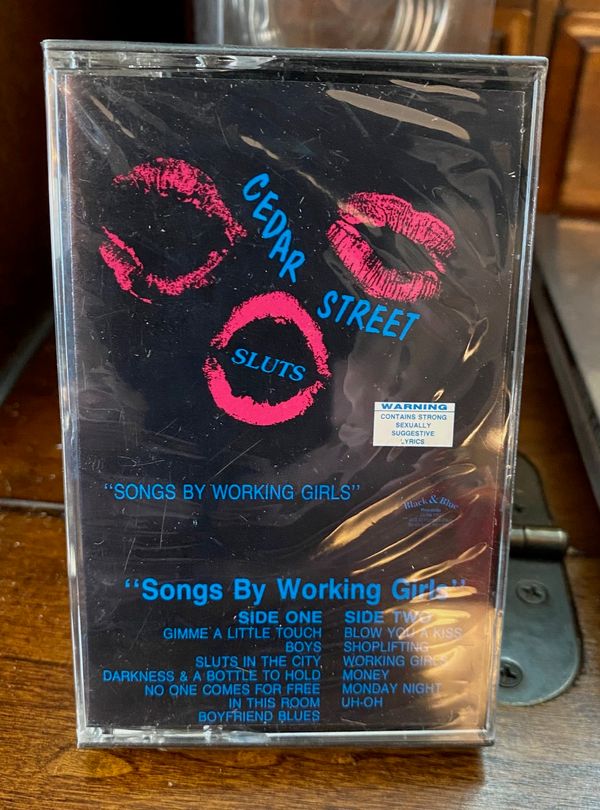 CEDAR STREET
SLUTS
WARNING
CONTAINS STRONG
SEXUALLY
SUGGESTIVE
LYRICS
"SONGS BY WORKING GIRLS"
Black & Blue
"Songs By Working Girls"
SIDE ONE
GIMME A LITTLE TOUCH
BOYS
SLUTS IN THE CITY
DARKNESS & A BOTTLE TO HOLD
NO ONE COMES FOR FREE
IN THIS ROOM
BOYFRIEND BLUES
SIDE TWO
BLOW YOU A KISS
SHOPLIFTING
WORKING GIRLS
MONEY
MONDAY NIGHT
UH-OH